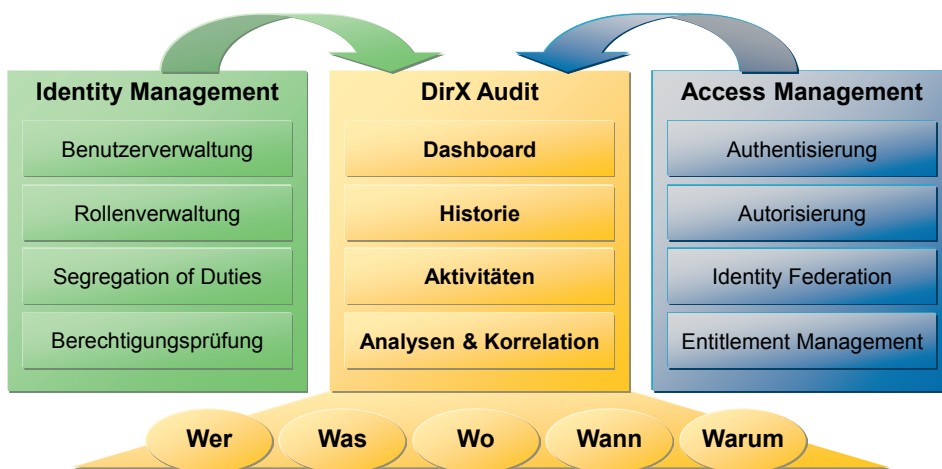 Identity Management
Benutzerverwaltung
Rollenverwaltung
Segregation of Duties
Berechtigungsprüfung
DirX Audit
Dashboard
Historie
Aktivitäten
Analysen & Korrelation
Access Management
Authentisierung
Autorisierung
Identity Federation
Entitlement Management
Wer
Was
Wo
Wann
Warum